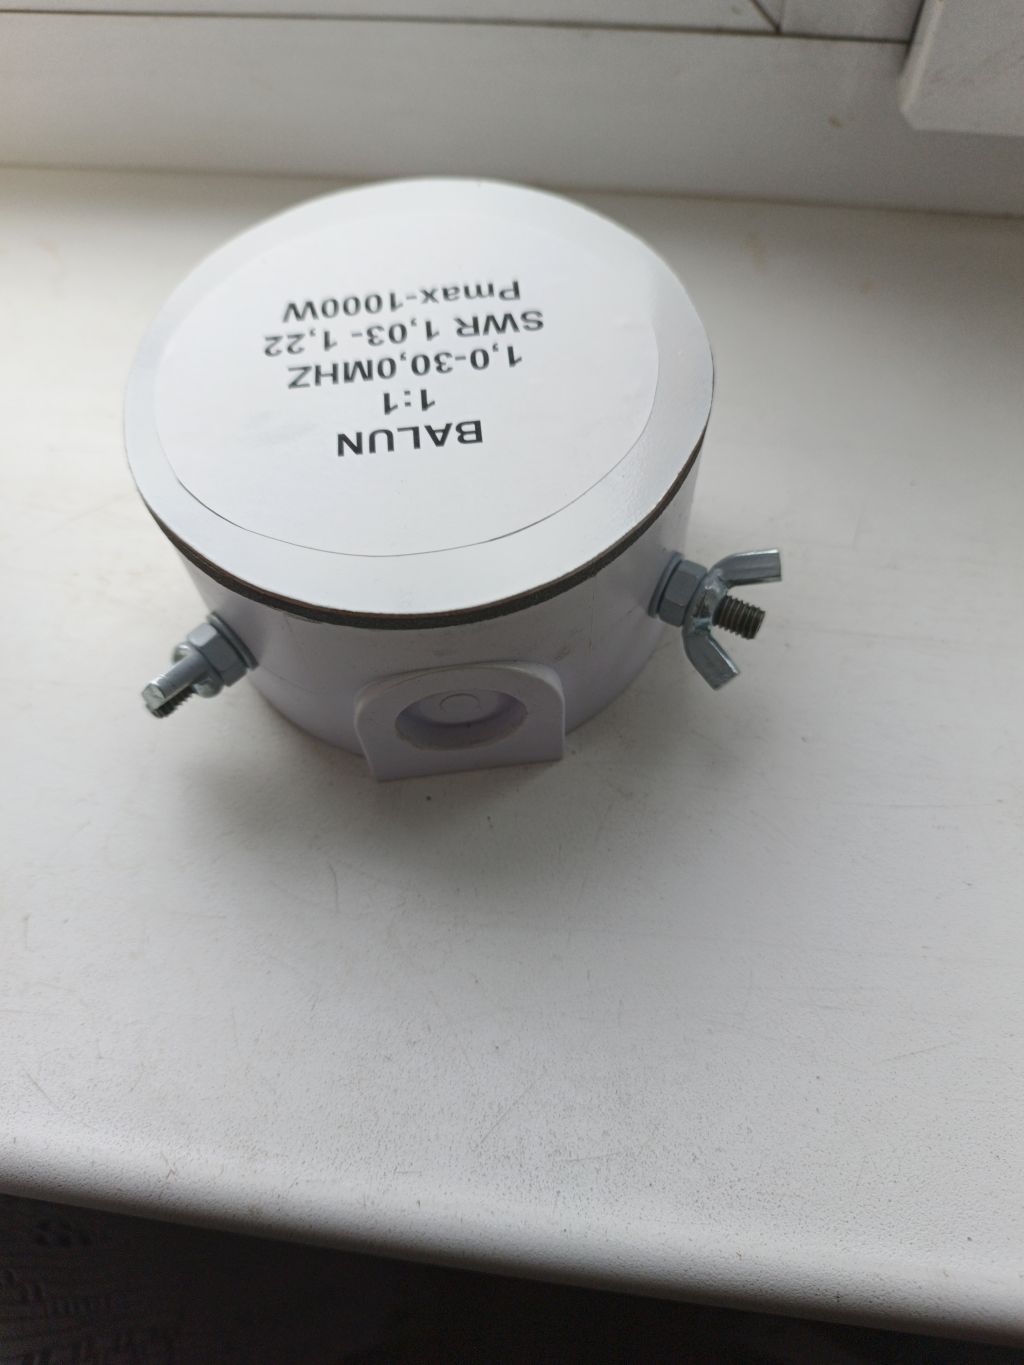 BALUN
1:1
1,0-30,0MHZ
SWR 1,03- 1,22
Pmax-1000W